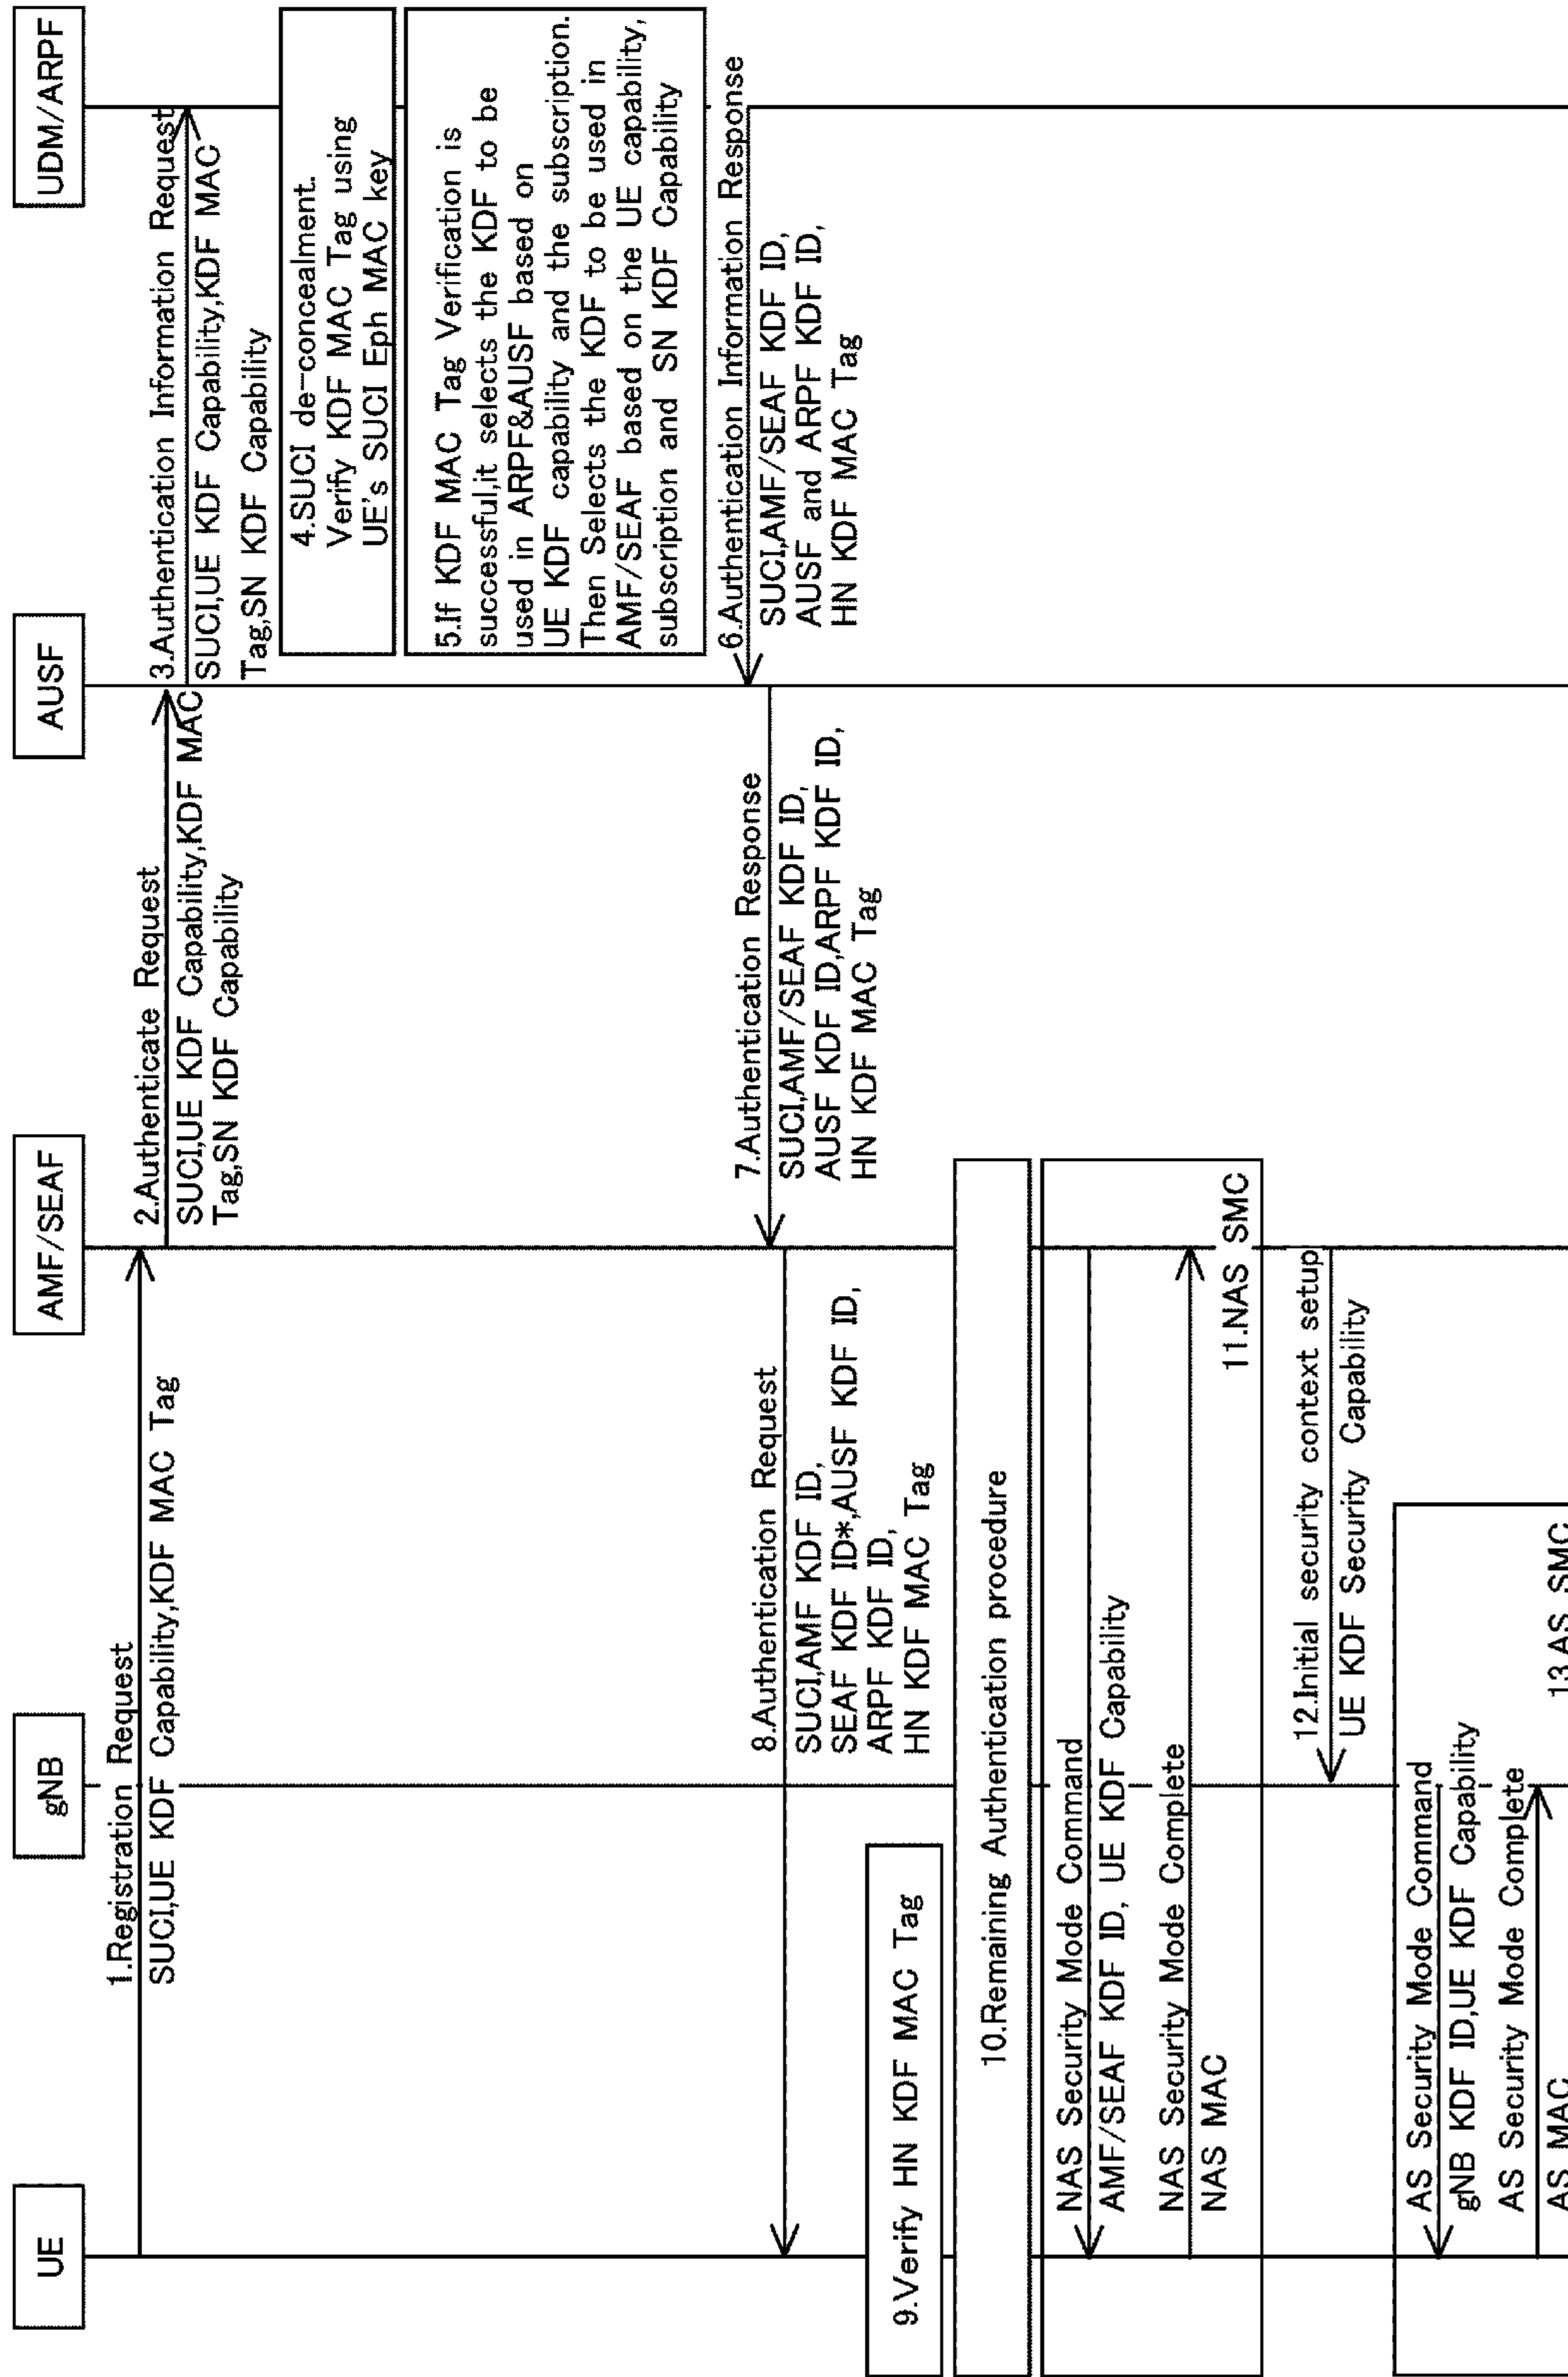 UE
gNB
AMF/SEAF
AUSF
UDM/ARPF
1.Registration Request
SUCI,UE KDF Capability,KDF MAC Tag
2.Authenticate Request
SUCI,UE KDF Capability,KDF MAC
Tag,SN KDF Capability
3.Authentication Information Request
SUCI,UE KDF Capability,KDF MAC
Tag,SN KDF Capability
4.SUCI de-concealment.
Verify KDF MAC Tag using
UE's SUCI Eph MAC key
5.If KDF MAC Tag Verification is
successful,it selects the KDF to be
used in ARPF&AUSF based on
UE KDF capability and the subscription.
Then Selects the KDF to be used in
AMF/SEAF based on the UE capability,
subscription and SN KDF Capability
6.Authentication Information Response
SUCI,AMF/SEAF KDF ID,
AUSF and ARPF KDF ID,
HN KDF MAC Tag
7.Authentication Response
SUCI,AMF/SEAF KDF ID,
AUSF KDF ID,ARPF KDF ID,
HN KDF MAC Tag
8.Authentication Request
SUCI,AMF KDF ID,
SEAF KDF ID*,AUSF KDF ID,
ARPF KDF ID,
HN KDF MAC Tag
9.Verify HN KDF MAC Tag
10.Remaining Authentication procedure
NAS Security Mode Command
AMF/SEAF KDF ID, UE KDF Capability
NAS Security Mode Complete
NAS MAC
11.NAS SMC
12.Initial security context setup
UE KDF Security Capability
AS Security Mode Command
gNB KDF ID,UE KDF Capability
AS Security Mode Complete
AS MAC
13.AS SMC